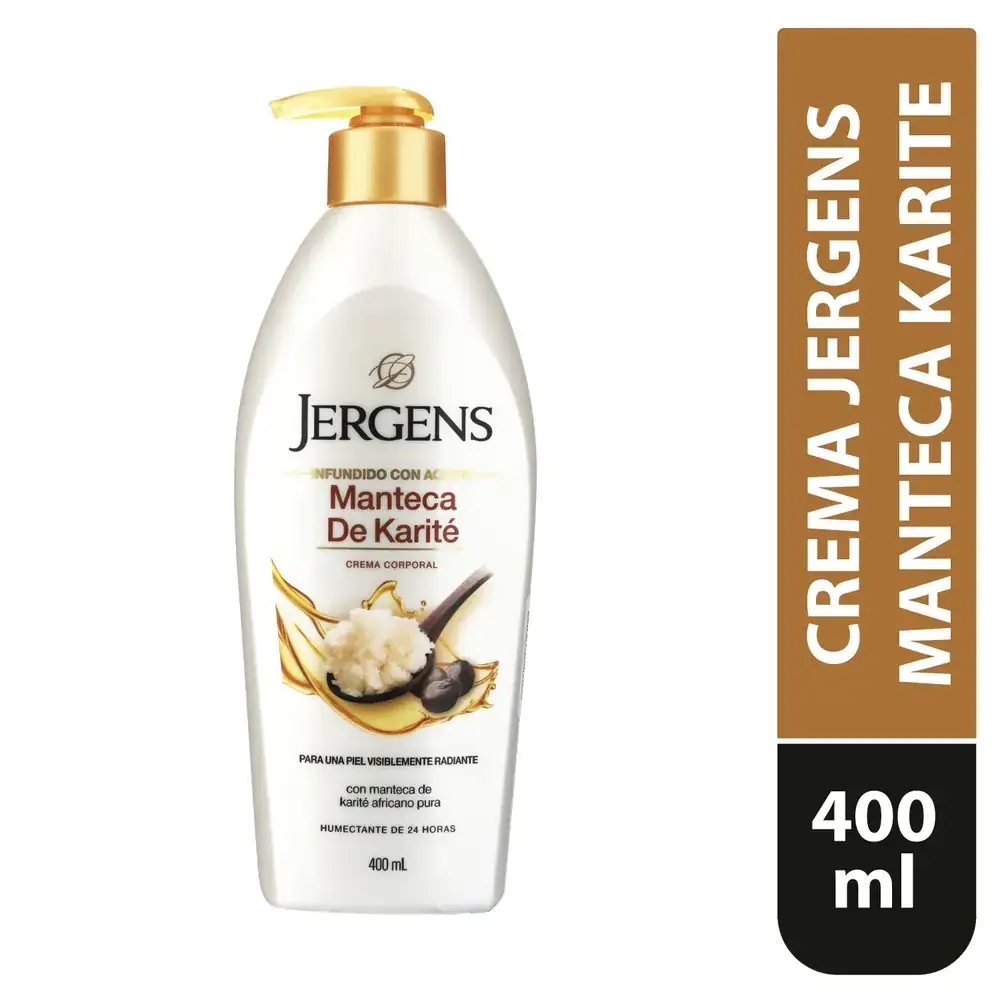 JERGENS
INFUNDIDO CON
Manteca
De Karité
CREMA CORPORAL
PARA UNA PIEL VISIBLEMENTE RADIANTE
con manteca de
karité africano pura
HUMECTANTE DE 24 HORAS
400 mL
CREMA JERGENS
MANTECA KARITE
400
ml